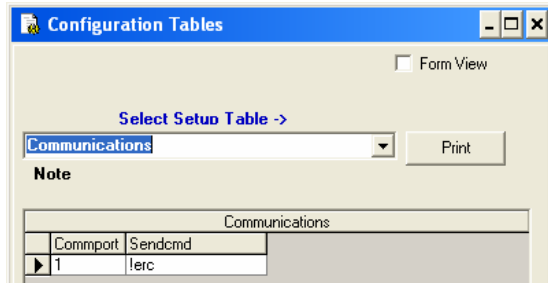 Configuration Tables
Form View
Select Setup Table ->
Communications
Print
Note
Communications
Commport Sendcmd
1 !erc